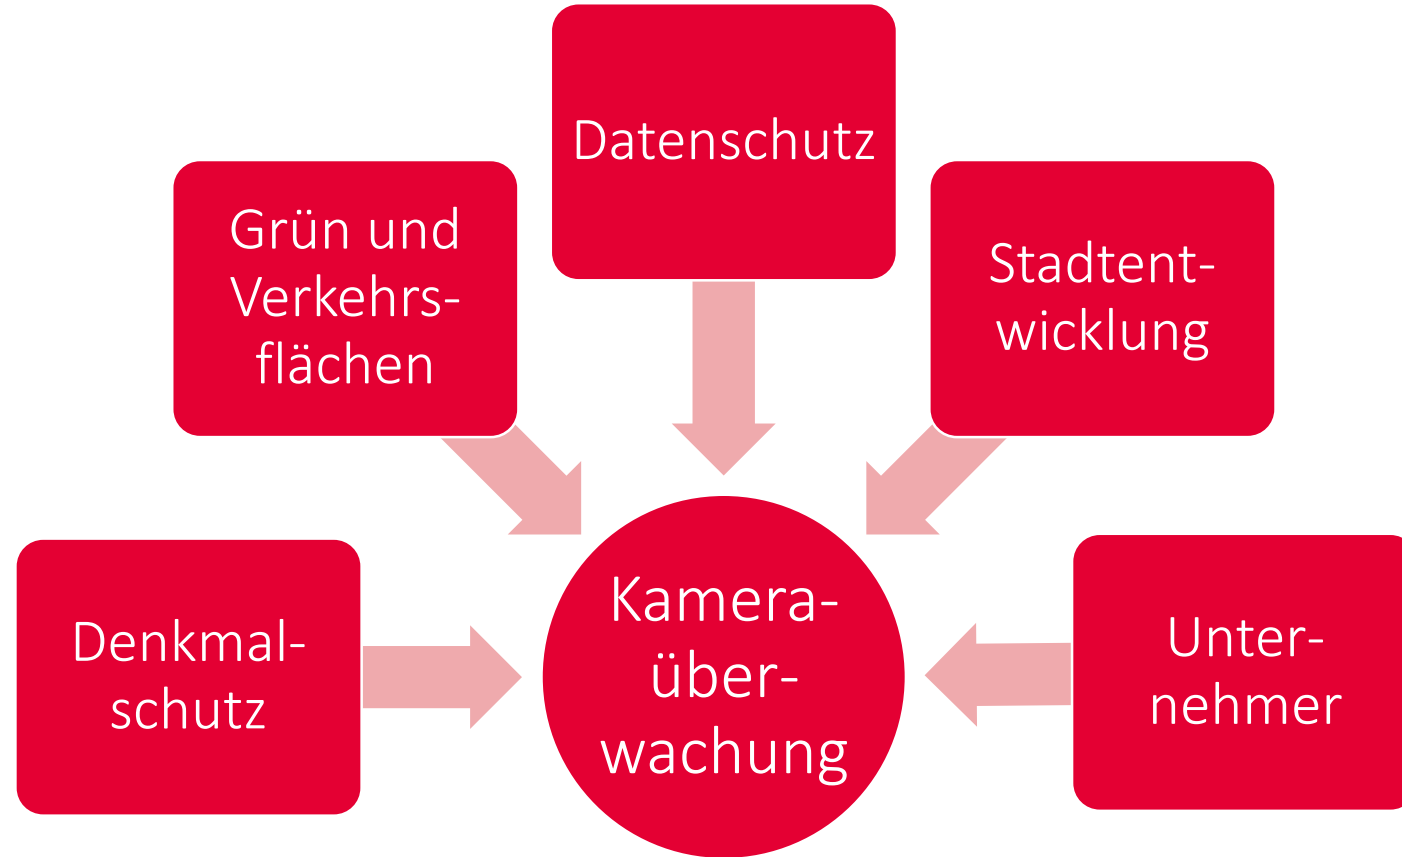 Datenschutz
Grün und
Verkehrs-
flächen
Stadtent-
wicklung
Denkmal-
schutz
Kamera-
über-
wachung
Unter-
nehmer